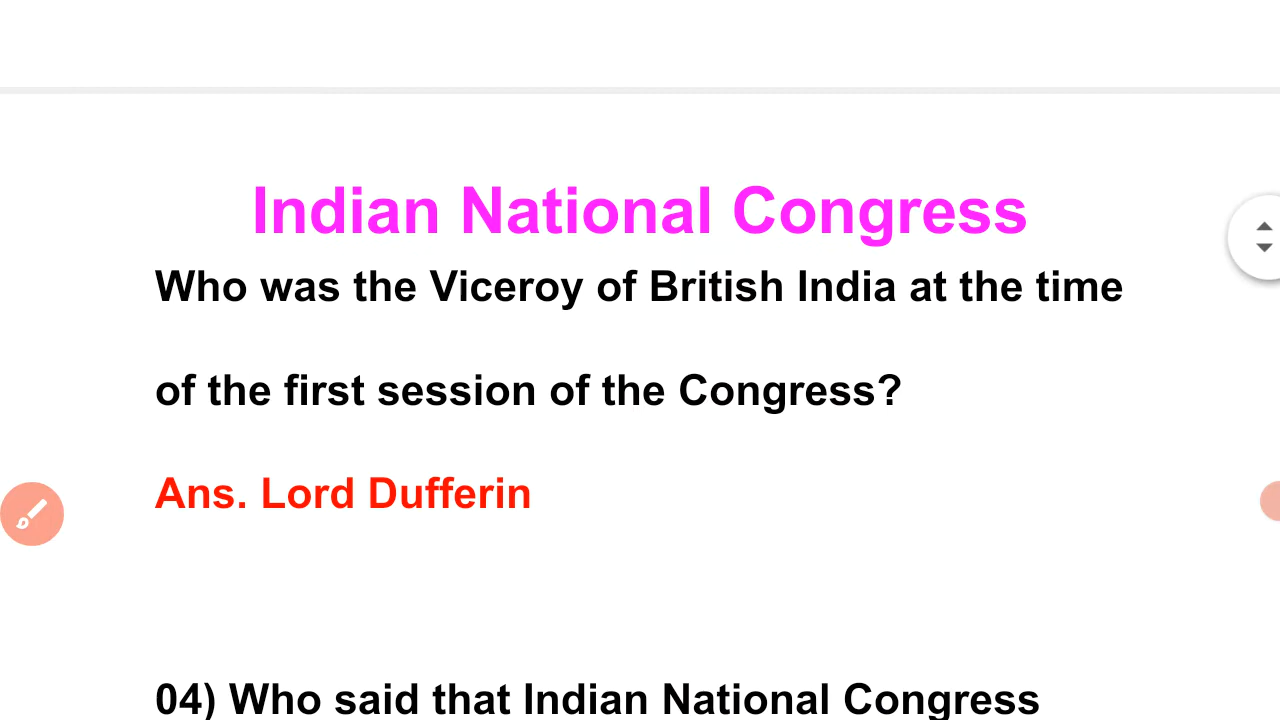 Indian National Congress
Who was the Viceroy of British India at the time
of the first session of the Congress?
Ans. Lord Dufferin
04) Who said that Indian National Congress